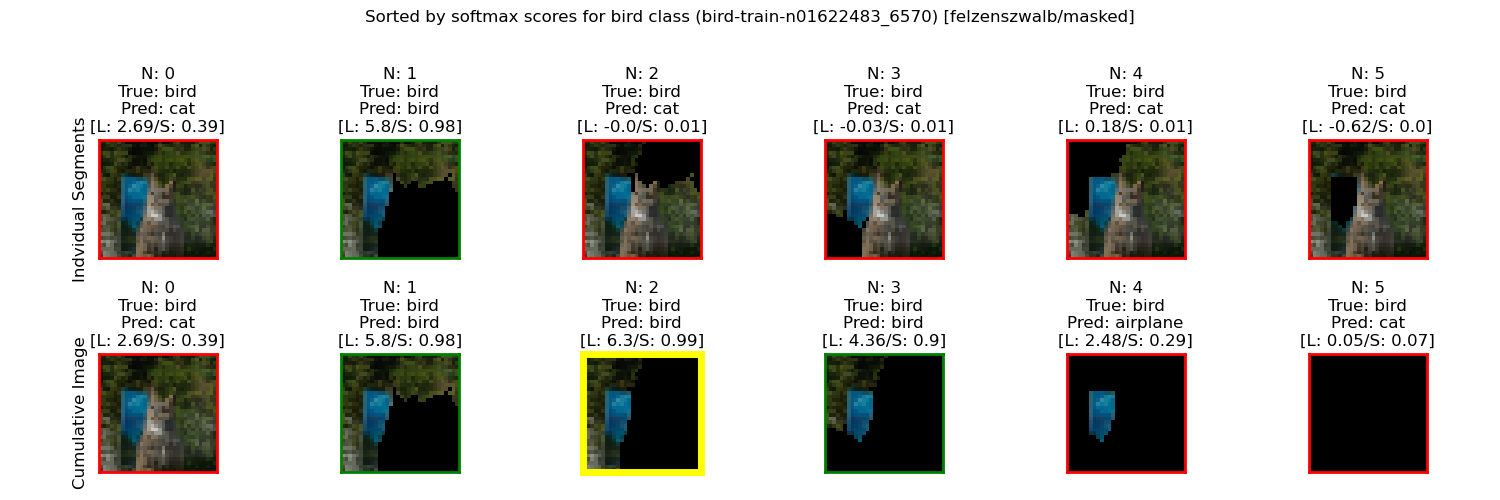 Sorted by softmax scores for bird class (bird-train-n01622483_6570) [felzenszwalb/masked]
Indvidual Segments
N: 0
True: bird
Pred: cat
[L: 2.69/S: 0.39]
N: 1
True: bird
Pred: bird
[L: 5.8/S: 0.98]
N: 2
True: bird
Pred: cat
[L: -0.0/S: 0.01]
N: 3
True: bird
Pred: cat
[L: -0.03/S: 0.01]
N: 4
True: bird
Pred: cat
[L: 0.18/S: 0.01]
N: 5
True: bird
Pred: cat
[L: -0.62/S: 0.0]
Cumulative Image
N: 0
True: bird
Pred: cat
[L: 2.69/S: 0.39]
N: 1
True: bird
Pred: bird
[L: 5.8/S: 0.98]
N: 2
True: bird
Pred: bird
[L: 6.3/S: 0.99]
N: 3
True: bird
Pred: bird
[L: 4.36/S: 0.9]
N: 4
True: bird
Pred: airplane
[L: 2.48/S: 0.29]
N: 5
True: bird
Pred: cat
[L: 0.05/S: 0.07]